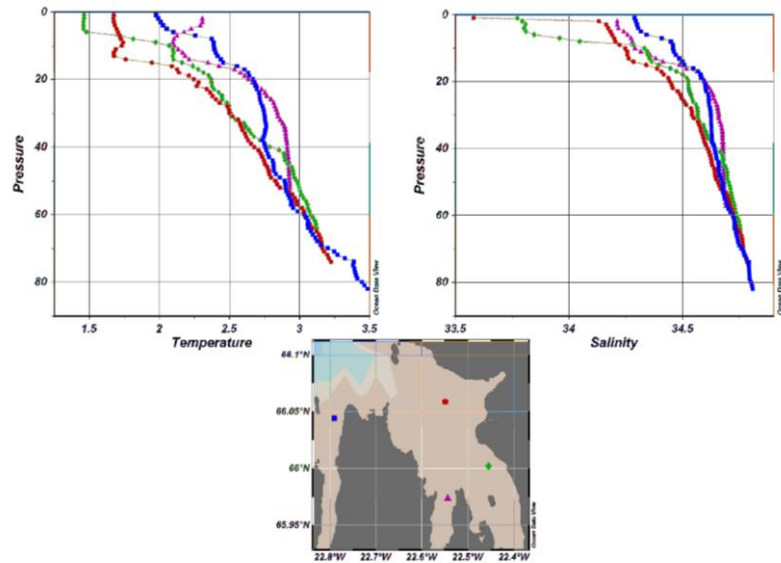 0
20
40
60
80
Pressure
1.5 2 2.5 3 3.5
Temperature
Ocean Data View
0
20
40
60
80
Pressure
33.5 34 34.5
Salinity
Ocean Data View
66.1°N
66.05°N
66°N
65.95°N
22.8°W 22.7°W 22.6°W 22.5°W 22.4°W
Ocean Data View